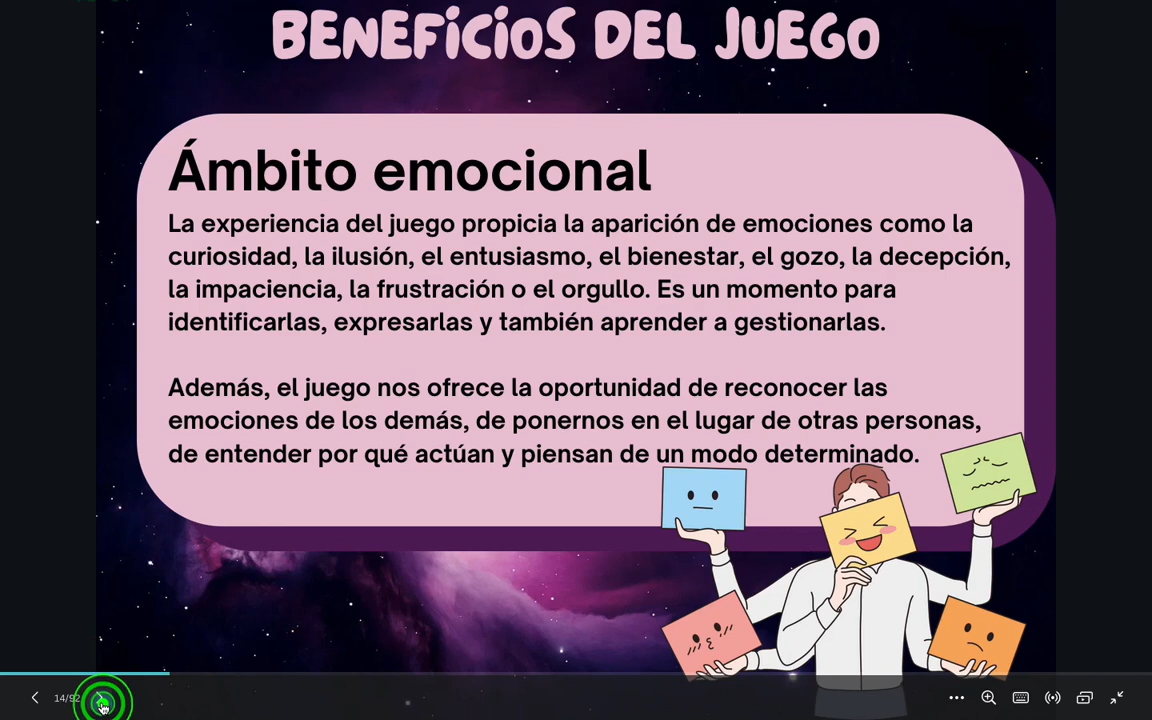 BENEFICIOS DEL JUEGO
Ámbito emocional
La experiencia del juego propicia la aparición de emociones como la
curiosidad, la ilusión, el entusiasmo, el bienestar, el gozo, la decepción,
la impaciencia, la frustración o el orgullo. Es un momento para
identificarlas, expresarlas y también aprender a gestionarlas.
Además, el juego nos ofrece la oportunidad de reconocer las
emociones de los demás, de ponernos en el lugar de otras personas,
de entender por qué actúan y piensan de un modo determinado.
14/92